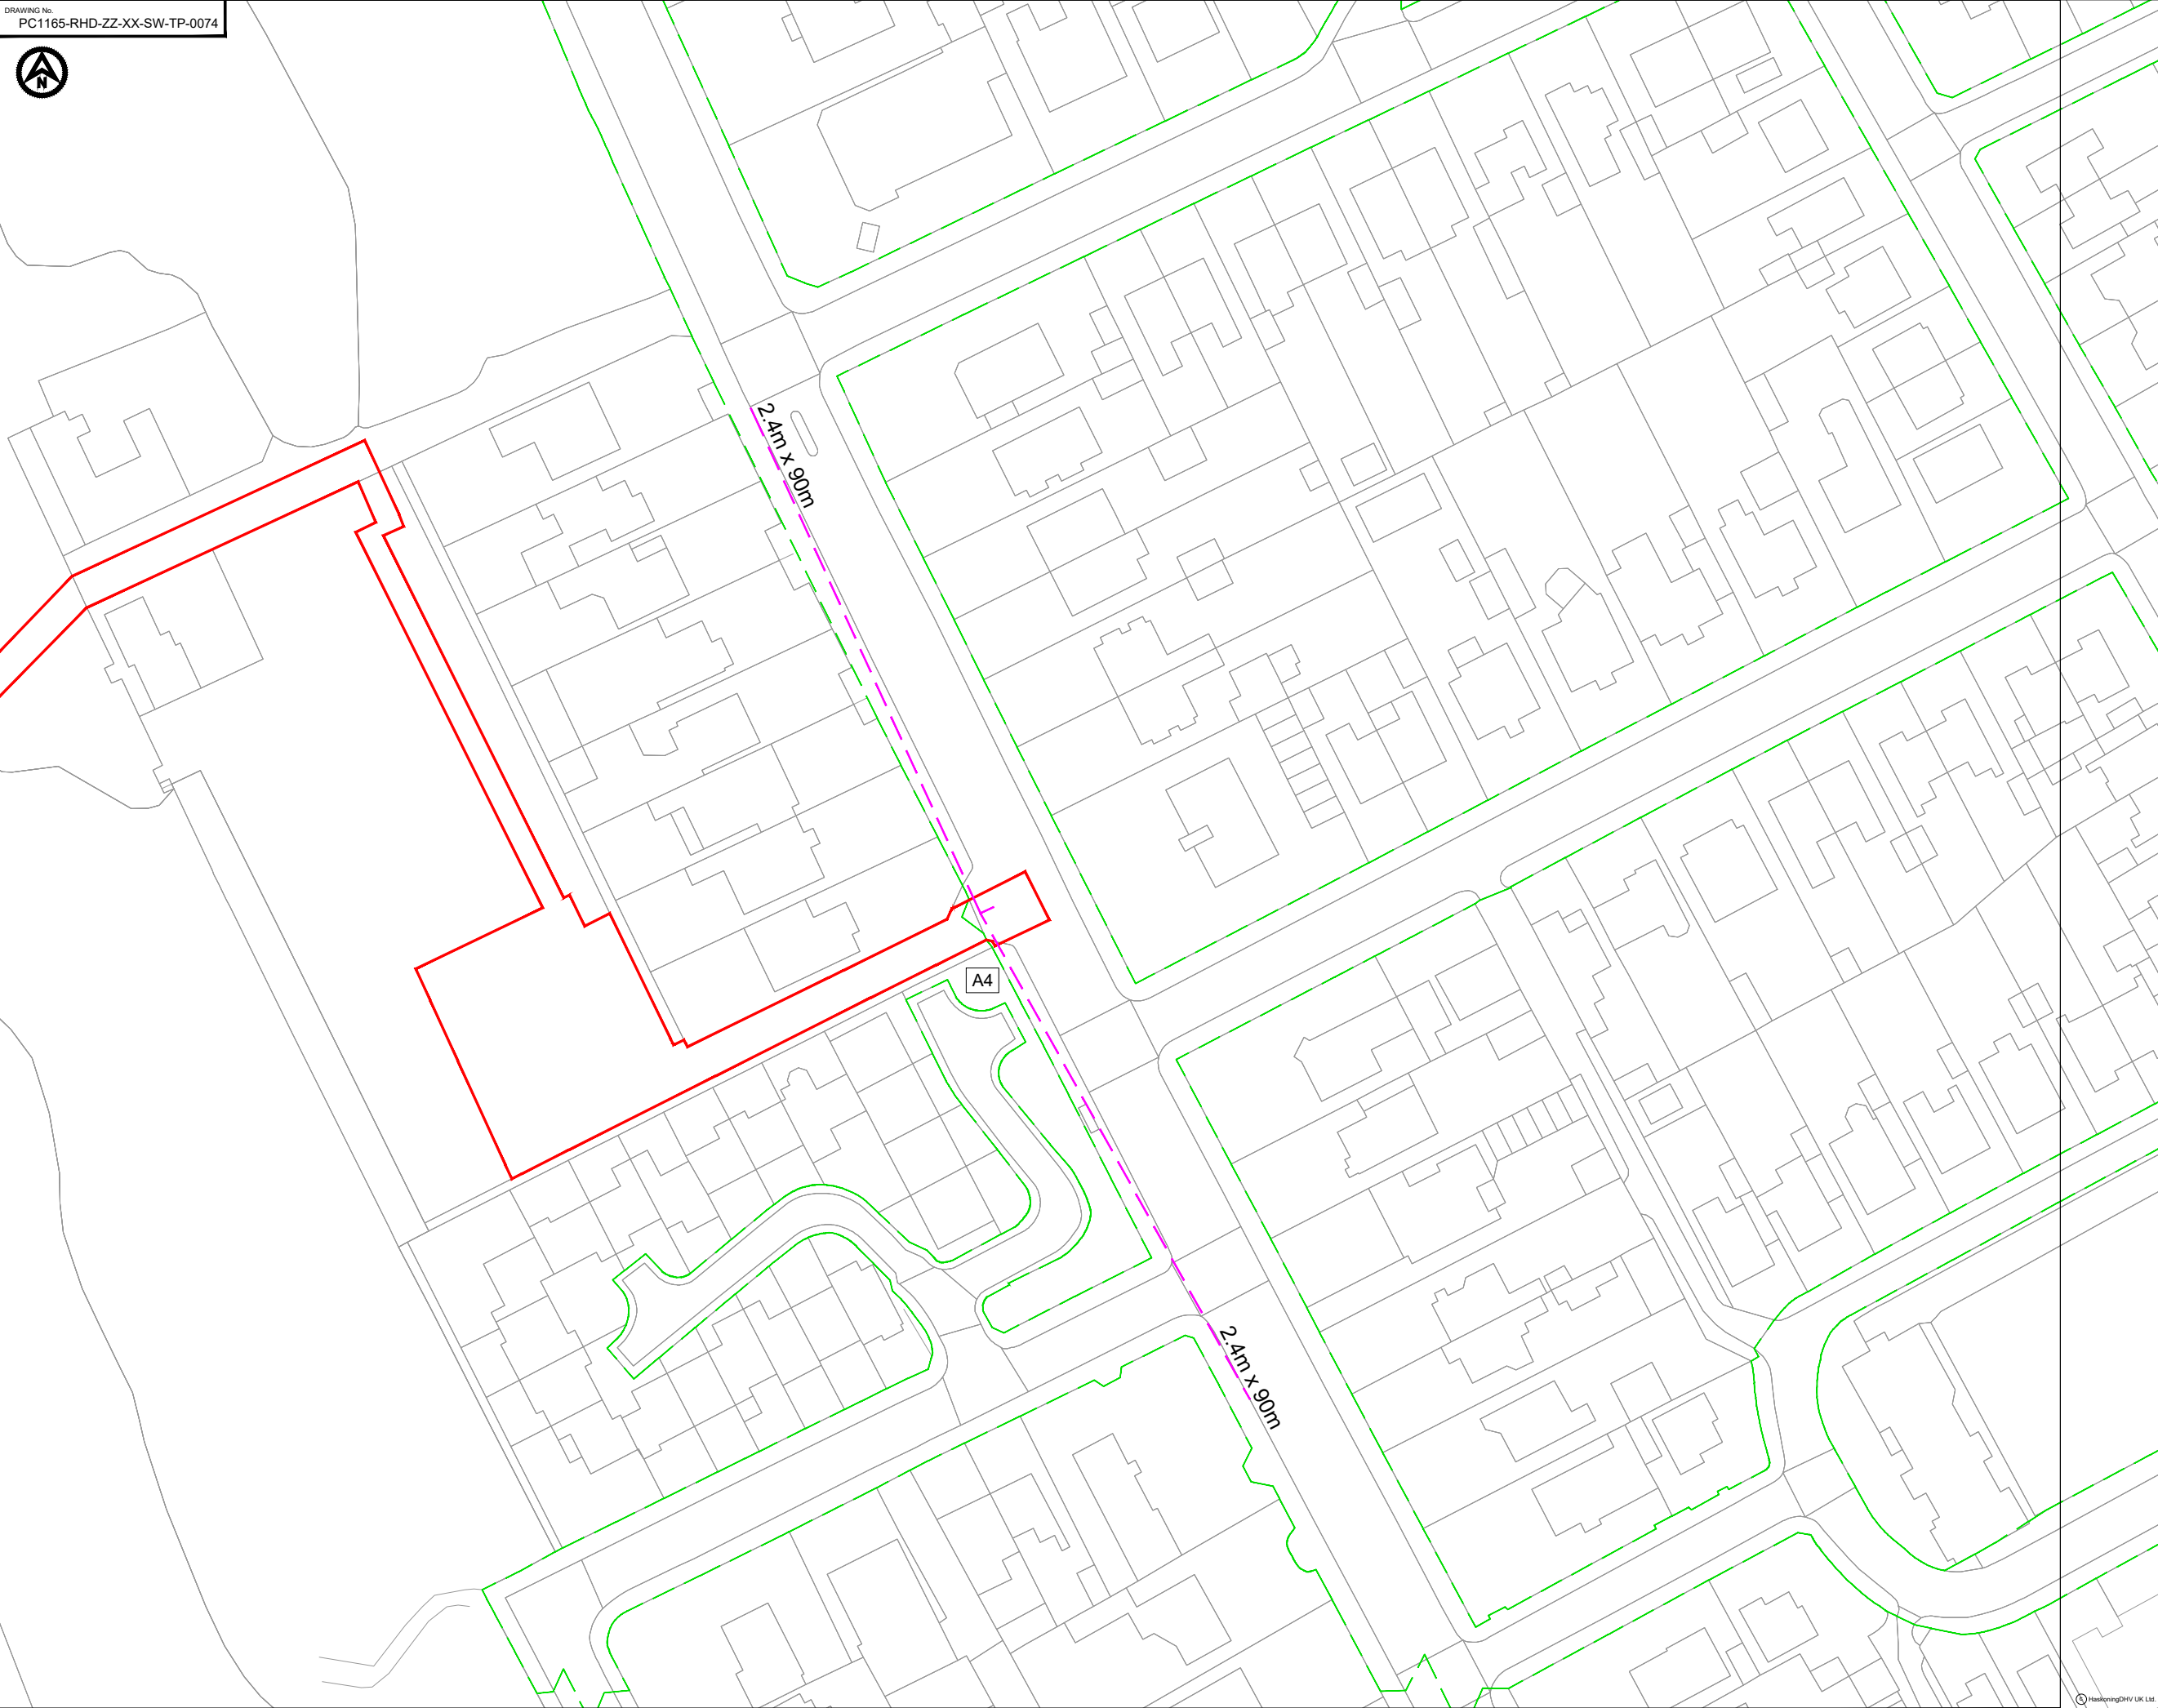 DRAWING No.
PC1165-RHD-ZZ-XX-SW-TP-0074
N
2.4m x 90m
A4
2.4m x 90m
© HaskoningDHV UK Ltd.